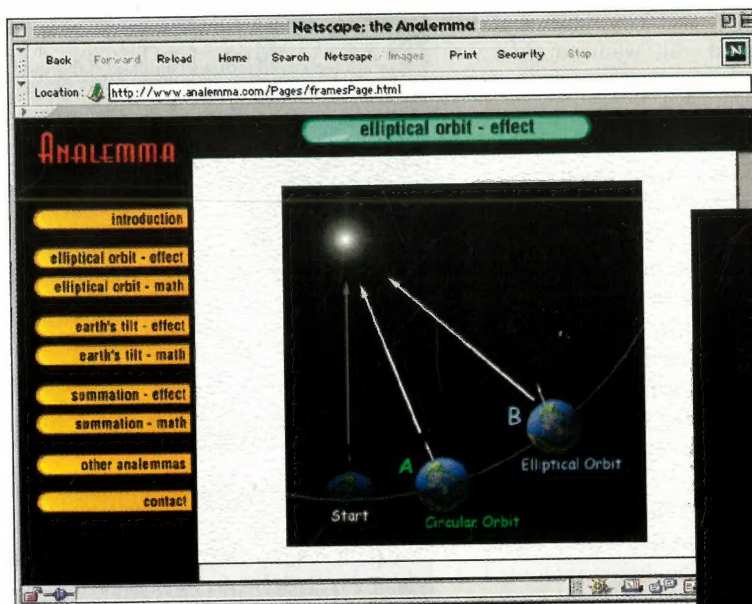 Netscape: the Analemma
Back Forward Reload Home Search Netscape Images Print Security Stop
N
Location: http://www.analemma.com/Pages/framesPage.html
ANALEMMA
elliptical orbit - effect
introduction
elliptical orbit - effect
elliptical orbit - math
earth's tilt - effect
earth's tilt - math
summation - effect
summation - math
other analemmas
contact
B
Elliptical Orbit
A
Start
Circular Orbit